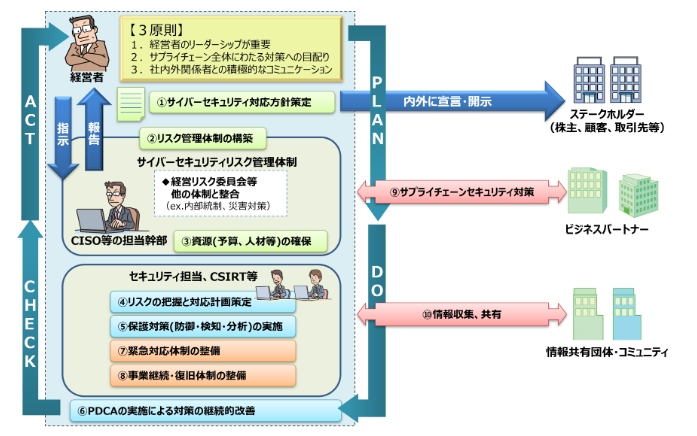 【3原則】
1．経営者のリーダーシップが重要
2．サプライチェーン全体にわたる対策への目配り
3．社内外関係者との積極的なコミュニケーション
経営者
ACT
PLAN
指示
報告
①サイバーセキュリティ対応方針策定
内外に宣言・開示
ステークホルダー
(株主、顧客、取引先等)
②リスク管理体制の構築
サイバーセキュリティリスク管理体制
◆経営リスク委員会等
他の体制と整合
(ex.内部統制、災害対策)
CISO等の担当幹部
③資源(予算、人材等)の確保
⑨サプライチェーンセキュリティ対策
ビジネスパートナー
CHECK
DO
セキュリティ担当、CSIRT等
④リスクの把握と対応計画策定
⑤保護対策(防御・検知・分析)の実施
⑦緊急対応体制の整備
⑧事業継続・復旧体制の整備
⑩情報収集、共有
情報共有団体・コミュニティ
⑥PDCAの実施による対策の継続的改善